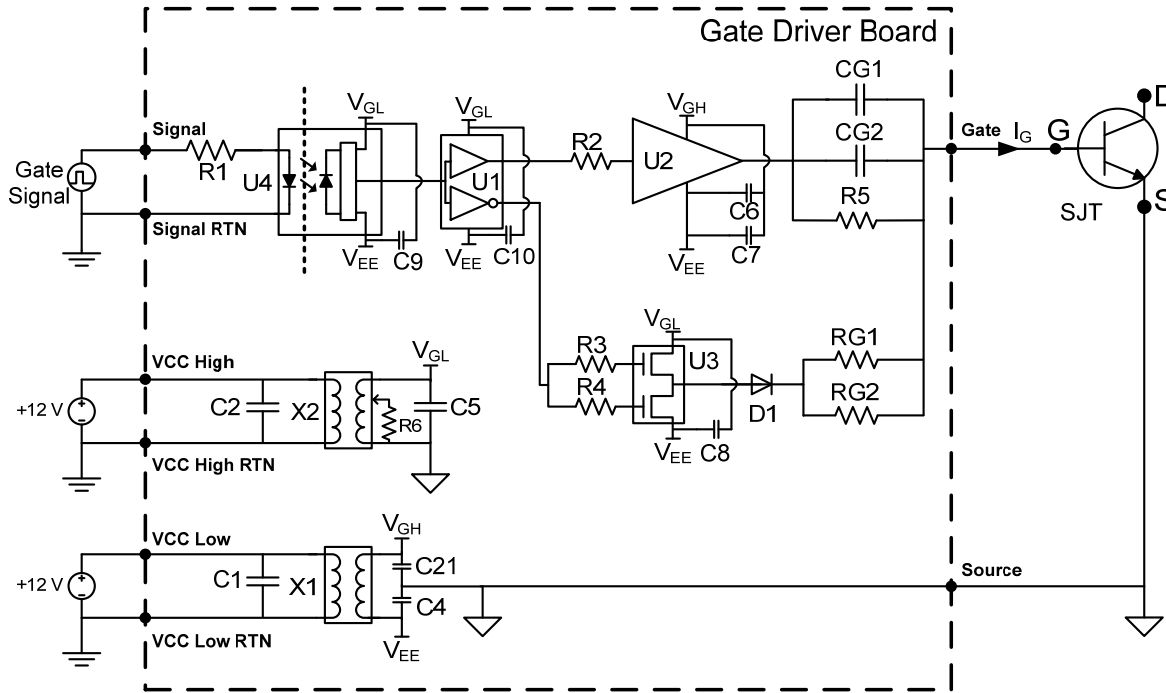 Gate Driver Board
D
CG1
V_GL
V_GL
V_GH
CG2
Signal
R1
R2
Gate
I_G
G
Gate
Signal
U4
U1
U2
R5
S
SJT
Signal RTN
C6
C7
V_EE
C9
V_EE
C10
V_EE
V_GL
R3
U3
RG1
VCC High
V_GL
+12 V
C2
X2
R6
C5
R4
D1
RG2
VCC High RTN
V_EE
C8
V_GH
VCC Low
C21
Source
+12 V
C1
X1
C4
VCC Low RTN
V_EE